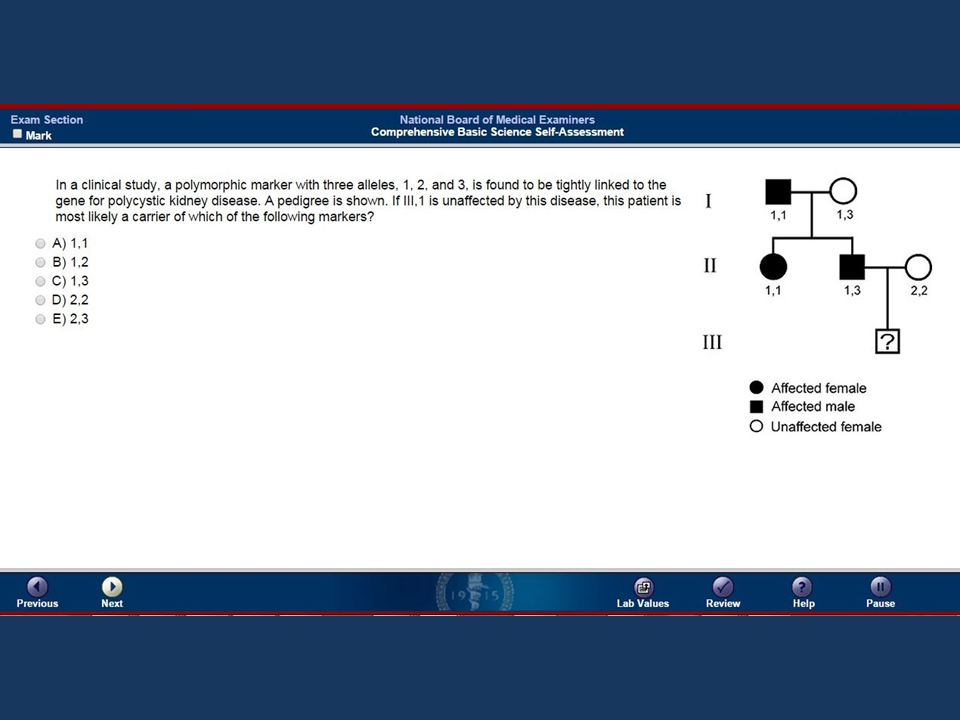 Exam Section
Mark
National Board of Medical Examiners
Comprehensive Basic Science Self-Assessment
In a clinical study, a polymorphic marker with three alleles, 1, 2, and 3, is found to be tightly linked to the
gene for polycystic kidney disease. A pedigree is shown. If III,1 is unaffected by this disease, this patient is
most likely a carrier of which of the following markers?
A) 1,1
B) 1,2
C) 1,3
D) 2,2
E) 2,3
I
1,1 1,3
II
1,1 1,3 2,2
III
?
Affected female
Affected male
Unaffected female
Previous
Next
19 15
Lab Values
Review
?
Help
Pause